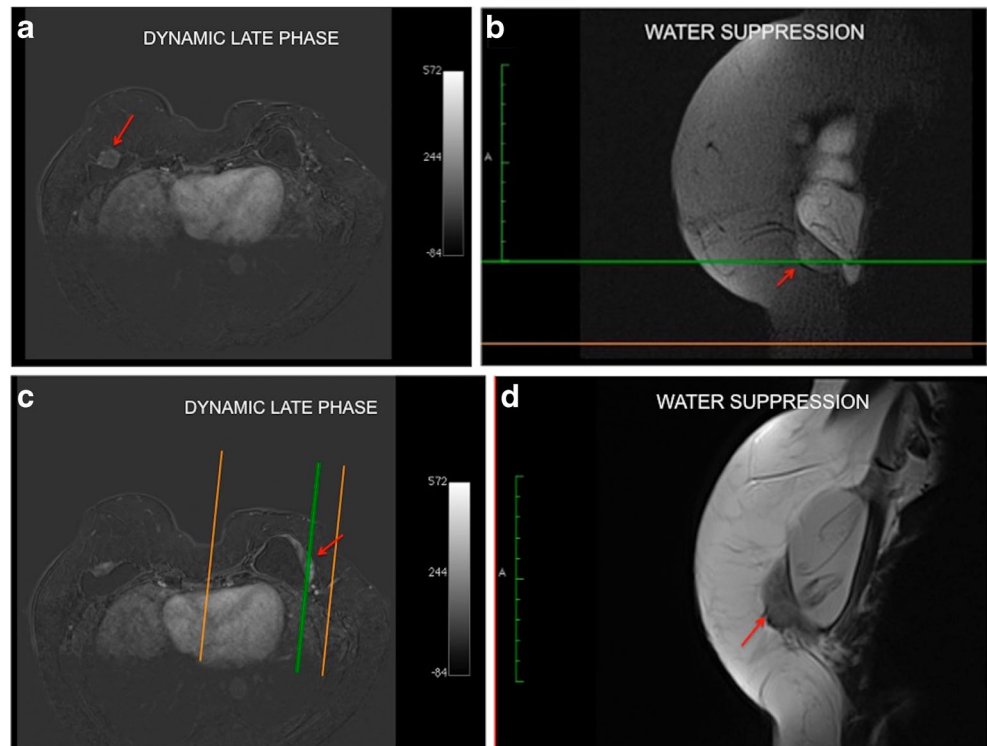 a
DYNAMIC LATE PHASE
572
244
-84
b
WATER SUPPRESSION
A
c
DYNAMIC LATE PHASE
572
244
-84
d
WATER SUPPRESSION
A